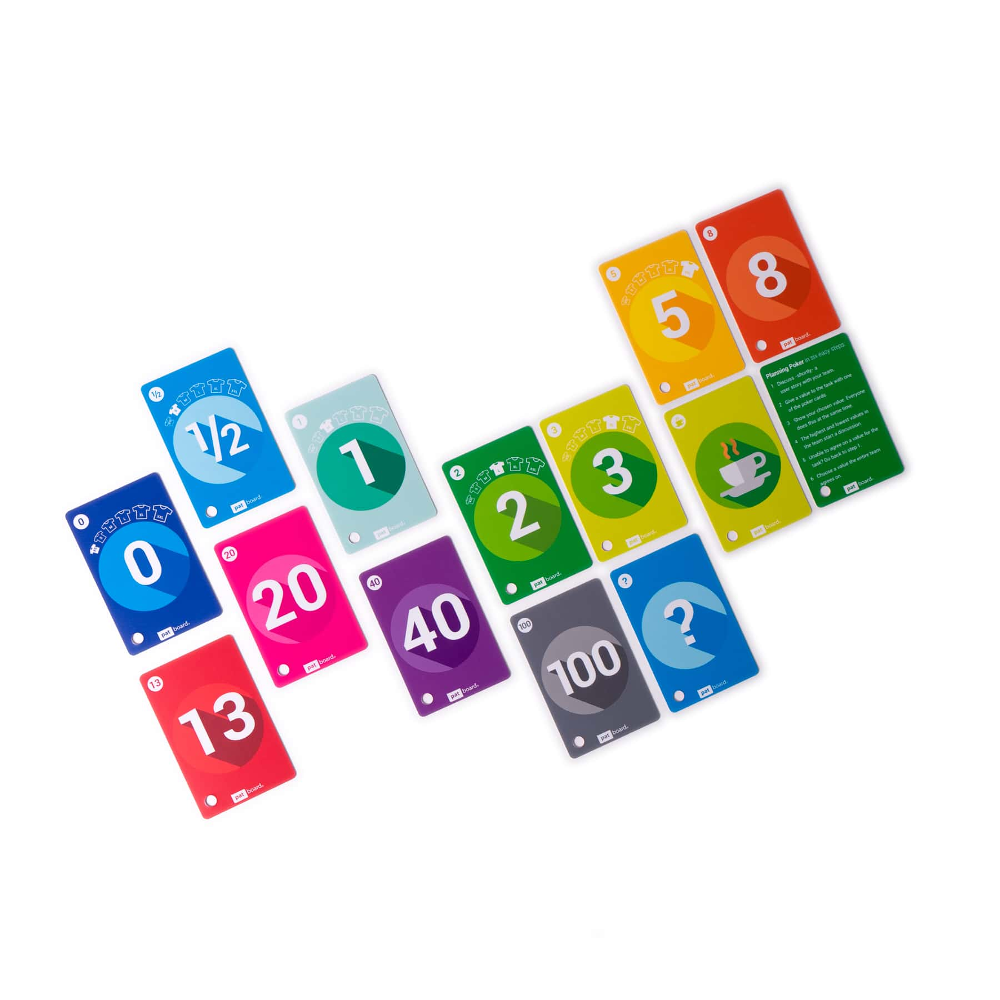 8
8
pat board.
5
XL
XXL
5
pat board.
Planning Poker in six easy steps:
1 Discuss -shortly- a
user story with your team.
2 Give a value to the task with one
of the poker cards.
3 Show your chosen value. Everyone
does this at the same time.
4 The highest and lowest values in
the team start a discussion.
5 Unable to agree on a value for the
task? Go back to step 1.
6 Choose a value the entire team
agrees on.
pat board.
pat board.
1/2
XS
S
M
L
XL
XXL
1/2
pat board.
1
1
pat board.
2
XS
S
M
L
XL
XXL
2
pat board.
3
XL
XXL
3
pat board.
0
XS
S
M
L
XL
XXL
0
pat board.
20
20
pat board.
40
40
pat board.
100
100
pat board.
?
?
pat board.
13
13
pat board.